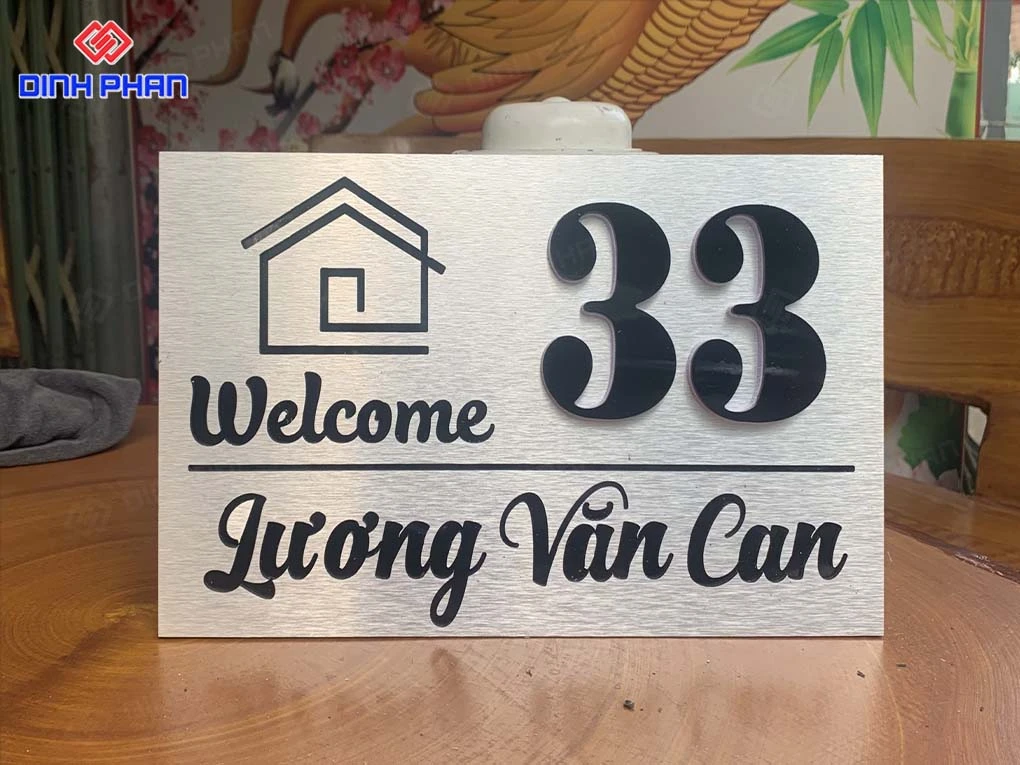 DINH PHAN
33
Welcome
Lương Văn Can